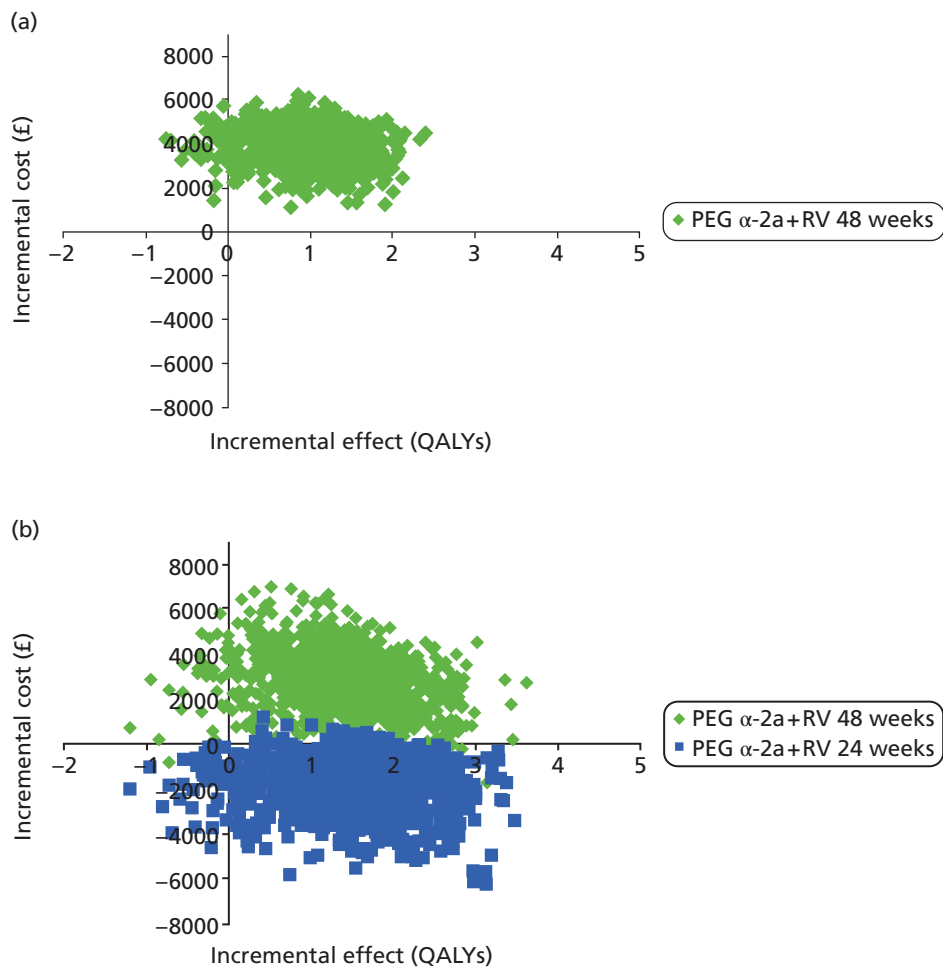 (a)
8000
6000
4000
2000
0
−2 −1 0 1 2 3 4 5
−2000
−4000
−6000
−8000
Incremental cost (£)
Incremental effect (QALYs)
PEG α-2a+RV 48 weeks
(b)
8000
6000
4000
2000
0
−2 −1 0 1 2 3 4 5
−2000
−4000
−6000
−8000
Incremental cost (£)
Incremental effect (QALYs)
PEG α-2a+RV 48 weeks
PEG α-2a+RV 24 weeks